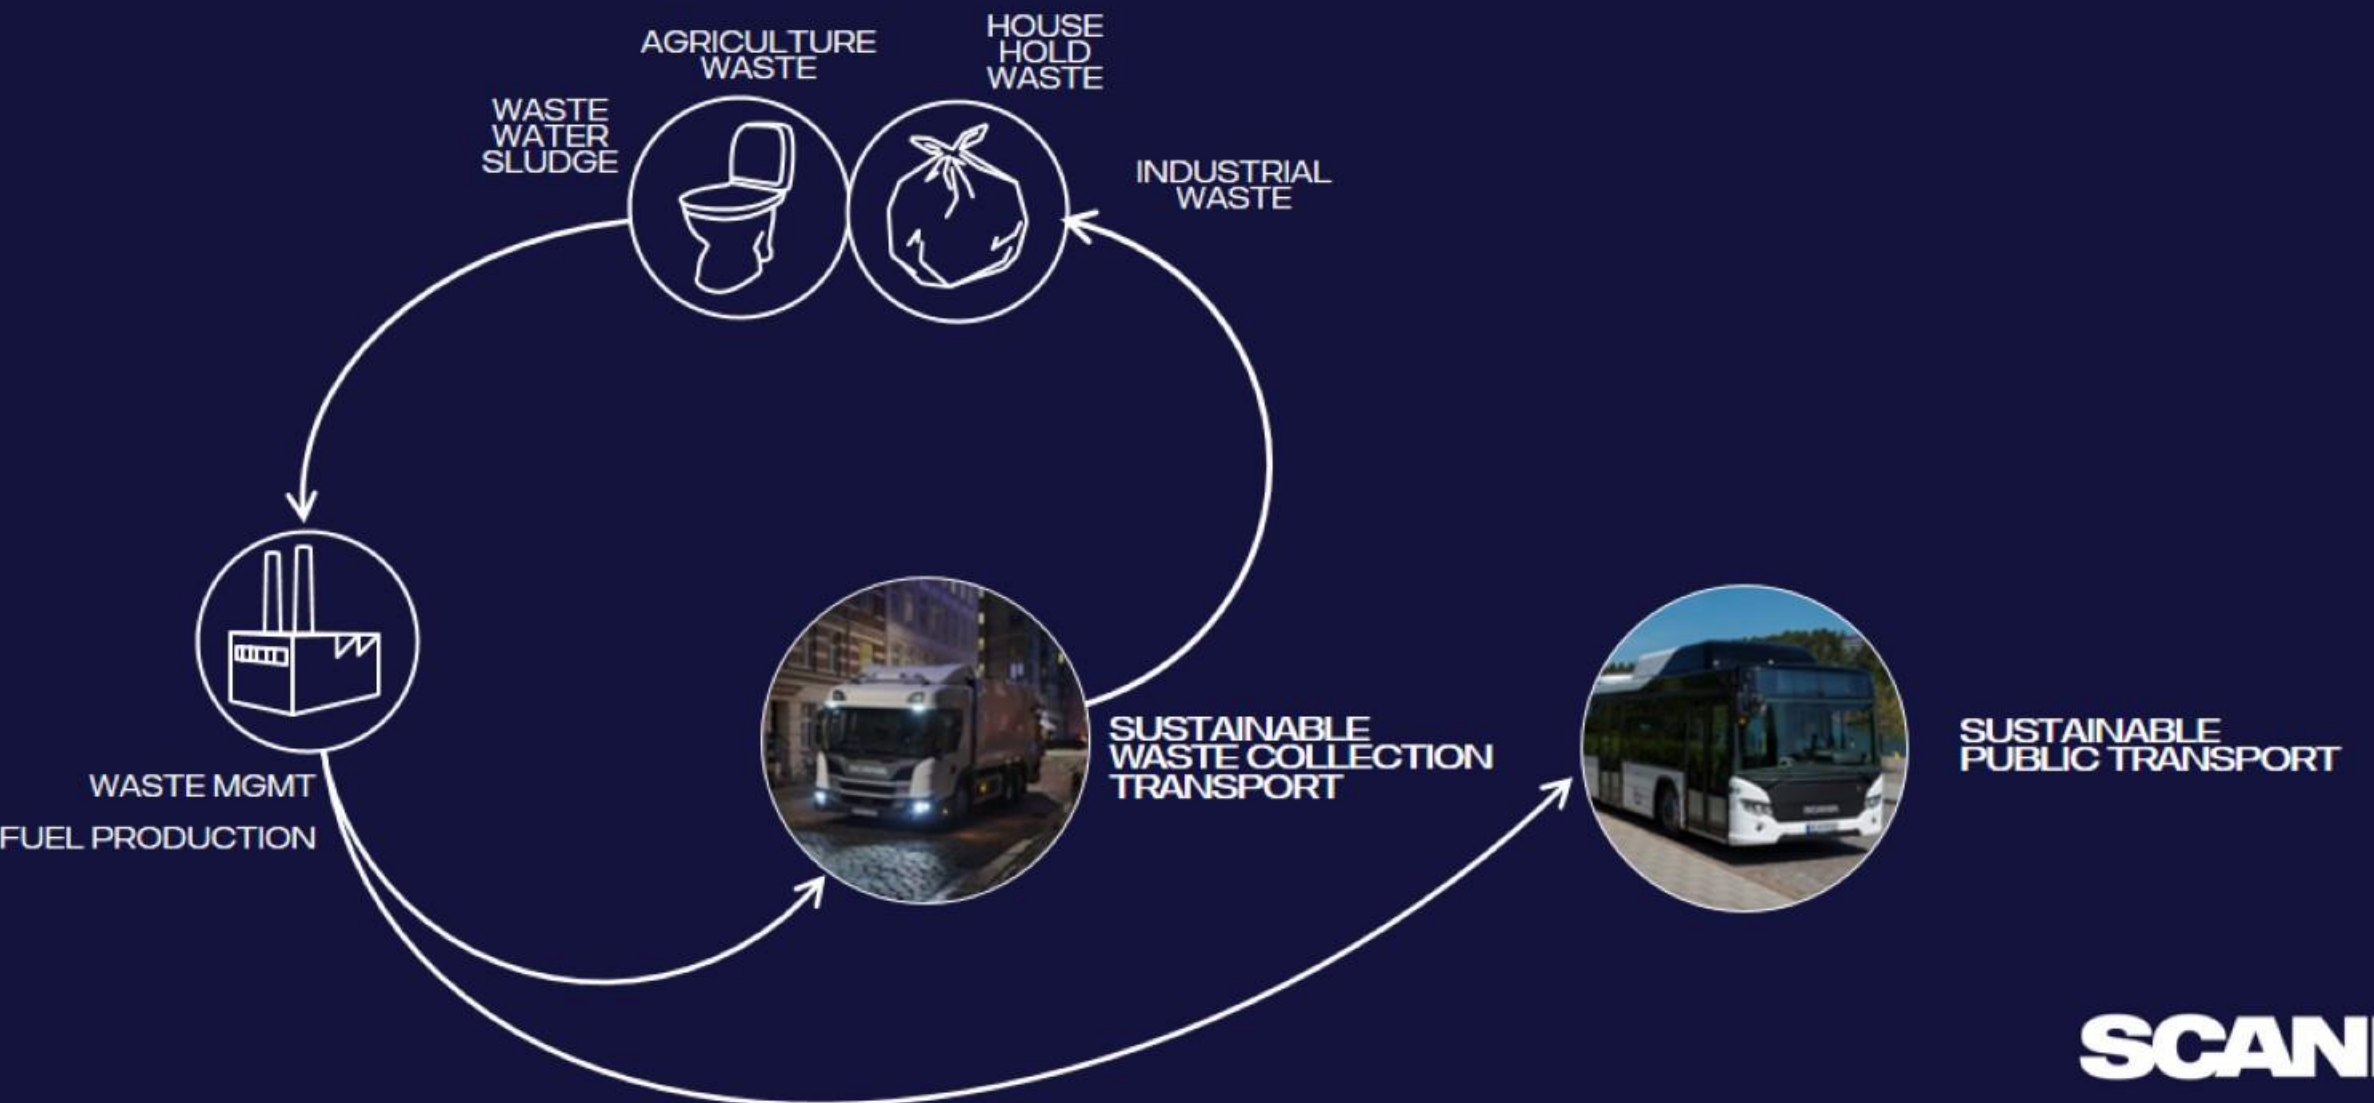 AGRICULTURE
WASTE
HOUSE
HOLD
WASTE
WASTE
WATER
SLUDGE
INDUSTRIAL
WASTE
WASTE MGMT
FUEL PRODUCTION
SUSTAINABLE
WASTE COLLECTION
TRANSPORT
SUSTAINABLE
PUBLIC TRANSPORT
SCAN